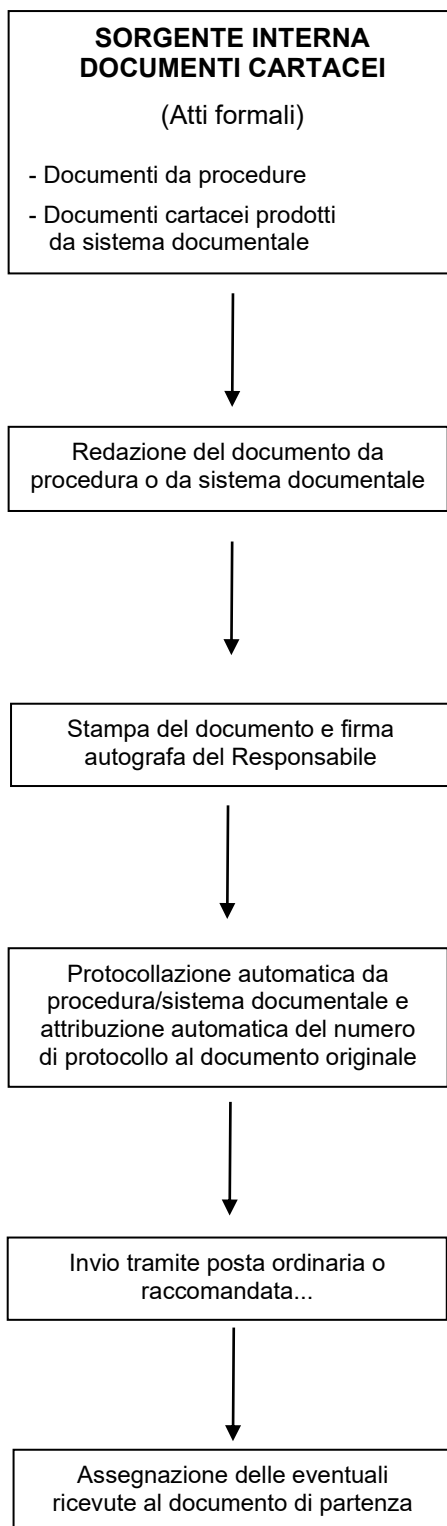 SORGENTE INTERNA
DOCUMENTI CARTACEI
(Atti formali)
- Documenti da procedure
- Documenti cartacei prodotti
da sistema documentale
Redazione del documento da
procedura o da sistema documentale
Stampa del documento e firma
autografa del Responsabile
Protocollazione automatica da
procedura/sistema documentale e
attribuzione automatica del numero
di protocollo al documento originale
Invio tramite posta ordinaria o
raccomandata...
Assegnazione delle eventuali
ricevute al documento di partenza